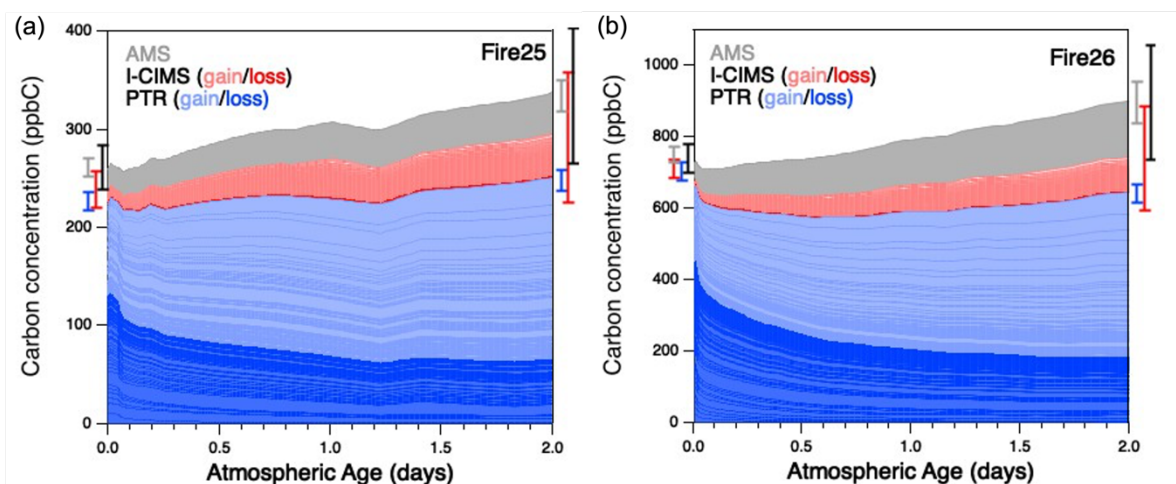 (a)
400
300
200
100
0
Carbon concentration (ppbC)
AMS
I-CIMS (gain/loss)
PTR (gain/loss)
Fire25
0.0 0.5 1.0 1.5 2.0
Atmospheric Age (days)
(b)
1000
800
600
400
200
0
Carbon concentration (ppbC)
AMS
I-CIMS (gain/loss)
PTR (gain/loss)
Fire26
0.0 0.5 1.0 1.5 2.0
Atmospheric Age (days)